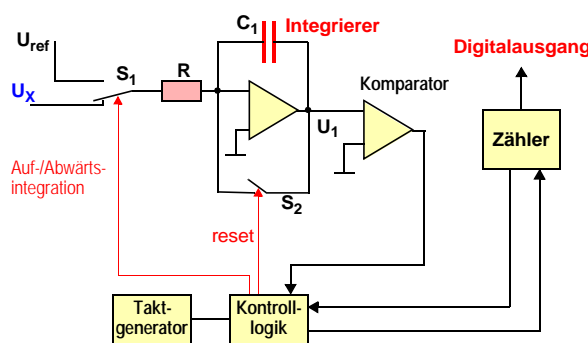 C1
Integrierer
Uref
S1
R
Digitalausgang
UX
Komparator
U1
Zähler
Auf-/Abwärts-
integration
S2
reset
Takt-
generator
Kontroll-
logik